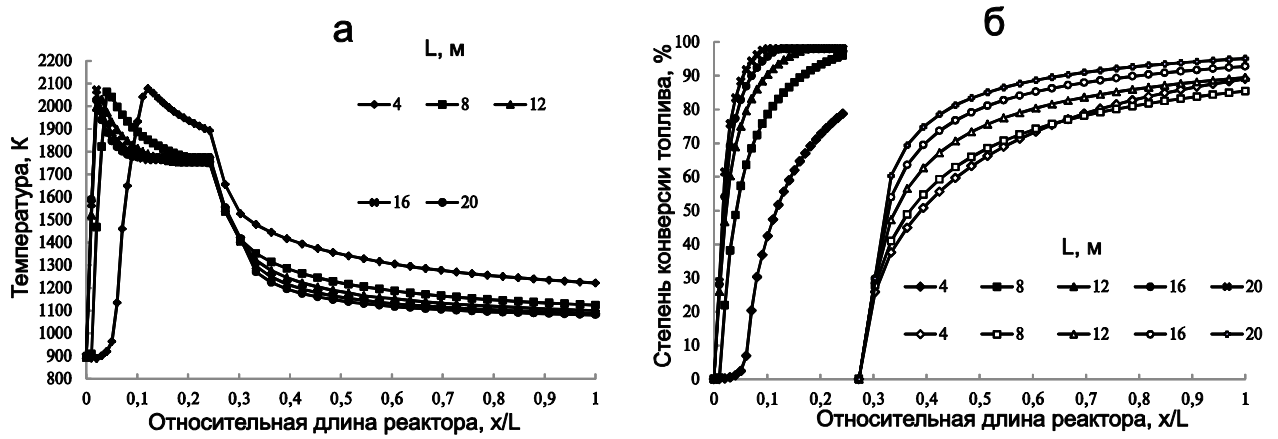 а
L, м
2200
2100
2000
1900
1800
1700
1600
1500
1400
1300
1200
1100
1000
900
800
Температура, К
4 8 12
16 20
0 0,1 0,2 0,3 0,4 0,5 0,6 0,7 0,8 0,9 1
Относительная длина реактора, x/L
б
100
90
80
70
60
50
40
30
20
10
0
Степень конверсии топлива, %
L, м
4 8 12 16 20
4 8 12 16 20
0 0,1 0,2 0,3 0,4 0,5 0,6 0,7 0,8 0,9 1
Относительная длина реактора, x/L